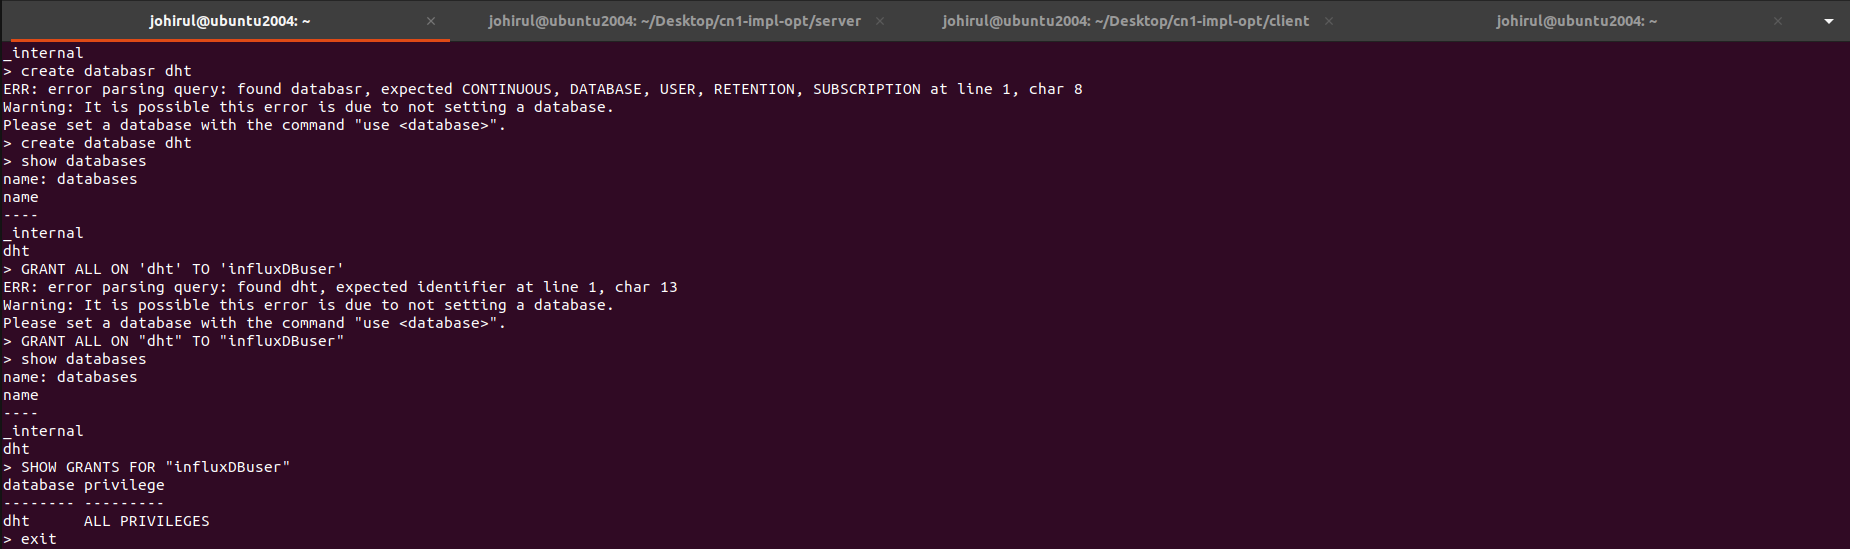 johirul@ubuntu2004: ~ × johirul@ubuntu2004: ~/Desktop/cn1-impl-opt/server × johirul@ubuntu2004: ~/Desktop/cn1-impl-opt/client × johirul@ubuntu2004: ~ ×
_internal
> create databasr dht
ERR: error parsing query: found databasr, expected CONTINUOUS, DATABASE, USER, RETENTION, SUBSCRIPTION at line 1, char 8
Warning: It is possible this error is due to not setting a database.
Please set a database with the command "use <database>".
> create database dht
> show databases
name: databases
name
----
_internal
dht
> GRANT ALL ON 'dht' TO 'influxDBuser'
ERR: error parsing query: found dht, expected identifier at line 1, char 13
Warning: It is possible this error is due to not setting a database.
Please set a database with the command "use <database>".
> GRANT ALL ON "dht" TO "influxDBuser"
> show databases
name: databases
name
----
_internal
dht
> SHOW GRANTS FOR "influxDBuser"
database privilege
-------- ---------
dht      ALL PRIVILEGES
> exit